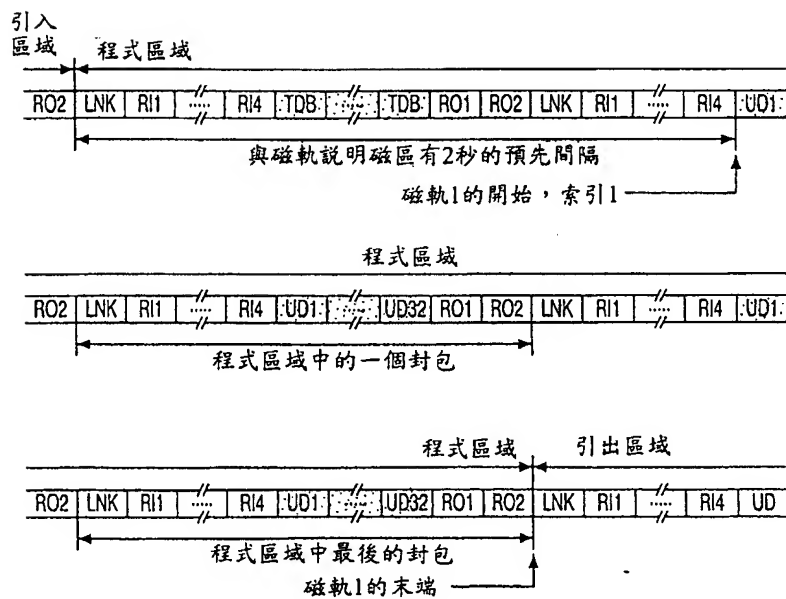 引入
區域
程式區域
RO2 LNK RI1 ..... RI4 TDB ..... TDB RO1 RO2 LNK RI1 ..... RI4 UD1
與磁軌說明磁區有2秒的預先間隔
磁軌1的開始，索引1
程式區域
RO2 LNK RI1 ..... RI4 UD1 ..... UD32 RO1 RO2 LNK RI1 ..... RI4 UD1
程式區域中的一個封包
程式區域 引出區域
RO2 LNK RI1 ..... RI4 UD1 ..... UD32 RO1 RO2 LNK RI1 ..... RI4 UD
程式區域中最後的封包
磁軌1的末端